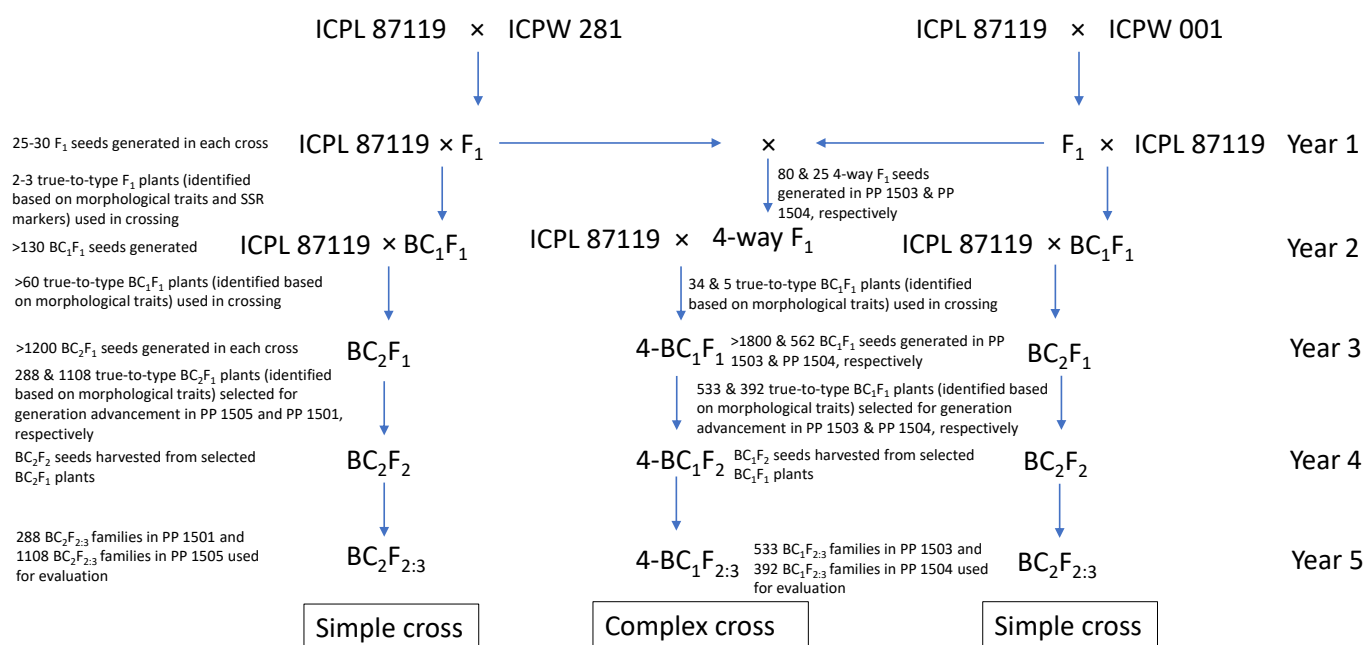 ICPL 87119 × ICPW 281
ICPL 87119 × ICPW 001
25-30 F₁ seeds generated in each cross
ICPL 87119 × F₁
×
F₁ × ICPL 87119
Year 1
2-3 true-to-type F₁ plants (identified
based on morphological traits and SSR
markers) used in crossing
80 & 25 4-way F₁ seeds
generated in PP 1503 & PP
1504, respectively
>130 BC₁F₁ seeds generated
ICPL 87119 × BC₁F₁
ICPL 87119 × 4-way F₁
ICPL 87119 × BC₁F₁
Year 2
>60 true-to-type BC₁F₁ plants (identified based
on morphological traits) used in crossing
34 & 5 true-to-type BC₁F₁ plants (identified
based on morphological traits) used in crossing
>1200 BC₂F₁ seeds generated in each cross
BC₂F₁
4-BC₁F₁
>1800 & 562 BC₁F₁ seeds generated in PP
1503 & PP 1504, respectively
BC₂F₁
Year 3
288 & 1108 true-to-type BC₂F₁ plants (identified
based on morphological traits) selected for
generation advancement in PP 1505 and PP 1501,
respectively
533 & 392 true-to-type BC₁F₁ plants (identified
based on morphological traits) selected for generation
advancement in PP 1503 & PP 1504, respectively
BC₂F₂ seeds harvested from selected
BC₂F₁ plants
BC₂F₂
4-BC₁F₂
BC₁F₂ seeds harvested from selected
BC₁F₁ plants
BC₂F₂
Year 4
288 BC₂F₂:₃ families in PP 1501 and
1108 BC₂F₂:₃ families in PP 1505 used
for evaluation
BC₂F₂:₃
4-BC₁F₂:₃
533 BC₁F₂:₃ families in PP 1503 and
392 BC₁F₂:₃ families in PP 1504 used
for evaluation
BC₂F₂:₃
Year 5
Simple cross
Complex cross
Simple cross